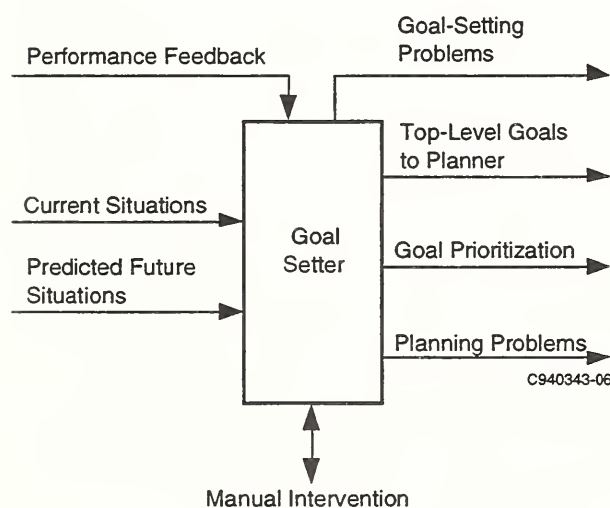 Performance Feedback
Goal-Setting
Problems
Top-Level Goals
to Planner
Current Situations
Goal
Setter
Goal Prioritization
Predicted Future
Situations
Planning Problems
C940343-06
Manual Intervention